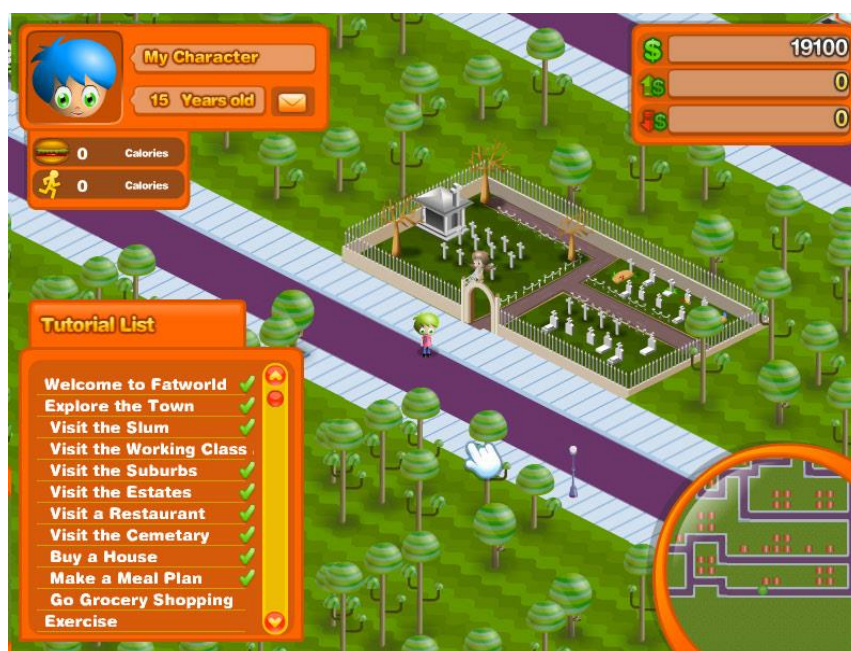 My Character
15 Years old
0 Calories
0 Calories
$ 19100
$ 0
$ 0
Tutorial List
Welcome to Fatworld
Explore the Town
Visit the Slum
Visit the Working Class
Visit the Suburbs
Visit the Estates
Visit a Restaurant
Visit the Cemetary
Buy a House
Make a Meal Plan
Go Grocery Shopping
Exercise